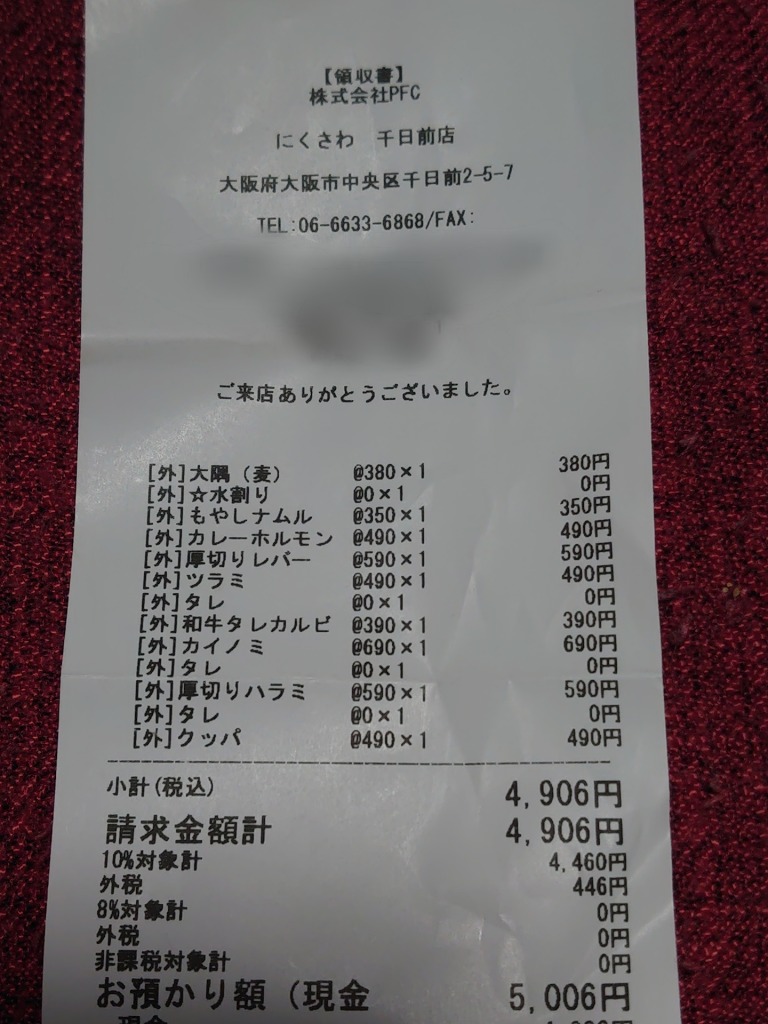 【領収書】
株式会社PFC
にくさわ 千日前店
大阪府大阪市中央区千日前2-5-7
TEL:06-6633-6868/FAX:
ご来店ありがとうございました。
[外]大隅（麦） @380×1 380円
[外]☆水割り @0×1 0円
[外]もやしナムル @350×1 350円
[外]カレーホルモン @490×1 490円
[外]厚切りレバー @590×1 590円
[外]ツラミ @490×1 490円
[外]タレ @0×1 0円
[外]和牛タレカルビ @390×1 390円
[外]カイノミ @690×1 690円
[外]タレ @0×1 0円
[外]厚切りハラミ @590×1 590円
[外]タレ @0×1 0円
[外]クッパ @490×1 490円
小計(税込) 4,906円
請求金額計 4,906円
10%対象計 4,460円
外税 446円
8%対象計 0円
外税 0円
非課税対象計 0円
お預かり額（現金 5,006円
現金